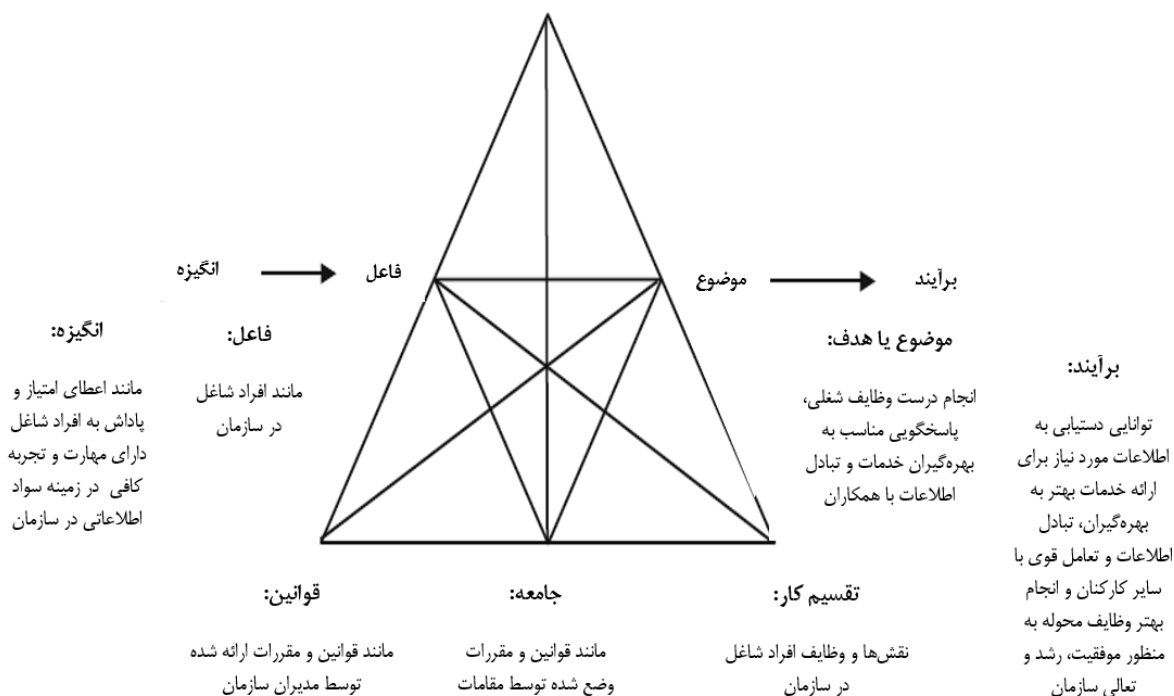 انگیزه
فاعل
موضوع
برآیند
انگیزه:
مانند اعطای امتیاز و
پاداش به افراد شاغل
دارای مهارت و تجربه
کافی در زمینه سواد
اطلاعاتی در سازمان
فاعل:
مانند افراد شاغل
در سازمان
موضوع یا هدف:
انجام درست وظایف شغلی،
پاسخگویی مناسب به
بهره‌گیران خدمات و تبادل
اطلاعات با همکاران
برآیند:
توانایی دستیابی به
اطلاعات مورد نیاز برای
ارائه خدمات بهتر به
بهره‌گیران، تبادل
اطلاعات و تعامل قوی با
سایر کارکنان و انجام
بهتر وظایف محوله به
منظور موفقیت، رشد و
تعالی سازمان
قوانین:
مانند قوانین و مقررات ارائه شده
توسط مدیران سازمان
جامعه:
مانند قوانین و مقررات
وضع شده توسط مقامات
تقسیم کار:
نقش‌ها و وظایف افراد شاغل
در سازمان